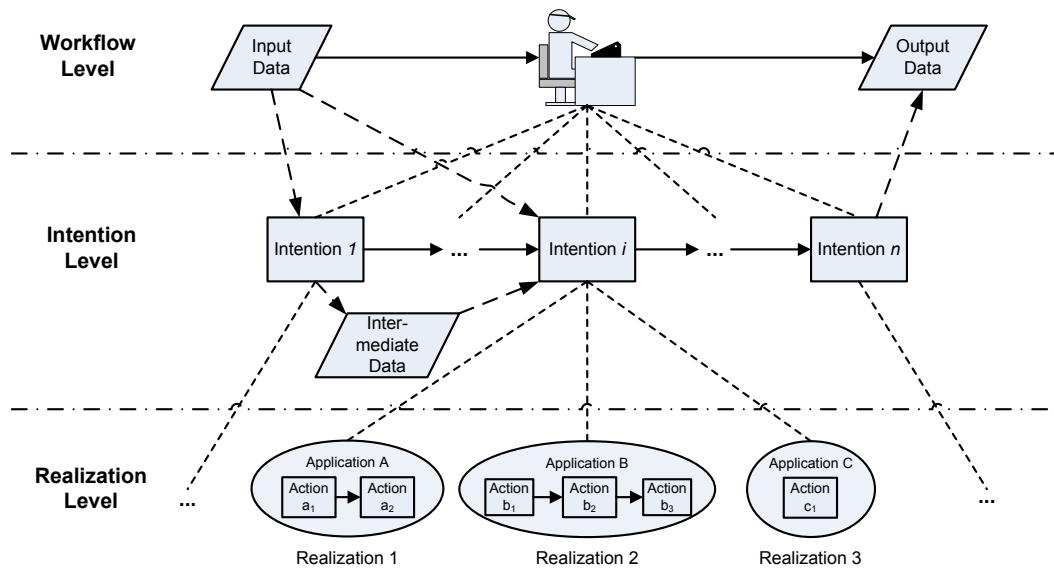 Workflow
Level
Input
Data
Output
Data
Intention
Level
Intention 1
...
Intention i
...
Intention n
Inter-
mediate
Data
Realization
Level
...
Application A
Action
a1
Action
a2
Realization 1
Application B
Action
b1
Action
b2
Action
b3
Realization 2
Application C
Action
c1
Realization 3
...